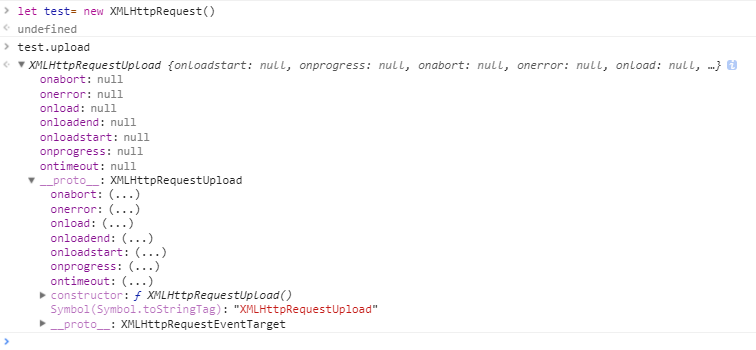 let test= new XMLHttpRequest()
undefined
test.upload
XMLHttpRequestUpload {onloadstart: null, onprogress: null, onabort: null, onerror: null, onload: null, …} i
onabort: null
onerror: null
onload: null
onloadend: null
onloadstart: null
onprogress: null
ontimeout: null
__proto__: XMLHttpRequestUpload
onabort: (...)
onerror: (...)
onload: (...)
onloadend: (...)
onloadstart: (...)
onprogress: (...)
ontimeout: (...)
constructor: ƒ XMLHttpRequestUpload()
Symbol(Symbol.toStringTag): "XMLHttpRequestUpload"
__proto__: XMLHttpRequestEventTarget